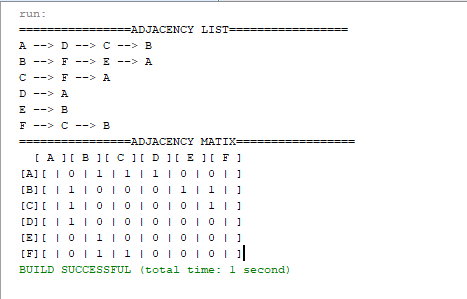 run:
================ADJACENCY LIST=================
A --> D --> C --> B
B --> F --> E --> A
C --> F --> A
D --> A
E --> B
F --> C --> B
================ADJACENCY MATIX=================
[ A ][ B ][ C ][ D ][ E ][ F ]
[A][ | 0 | 1 | 1 | 1 | 0 | 0 | ]
[B][ | 1 | 0 | 0 | 0 | 1 | 1 | ]
[C][ | 1 | 0 | 0 | 0 | 0 | 1 | ]
[D][ | 1 | 0 | 0 | 0 | 0 | 0 | ]
[E][ | 0 | 1 | 0 | 0 | 0 | 0 | ]
[F][ | 0 | 1 | 1 | 0 | 0 | 0 | ]
BUILD SUCCESSFUL (total time: 1 second)